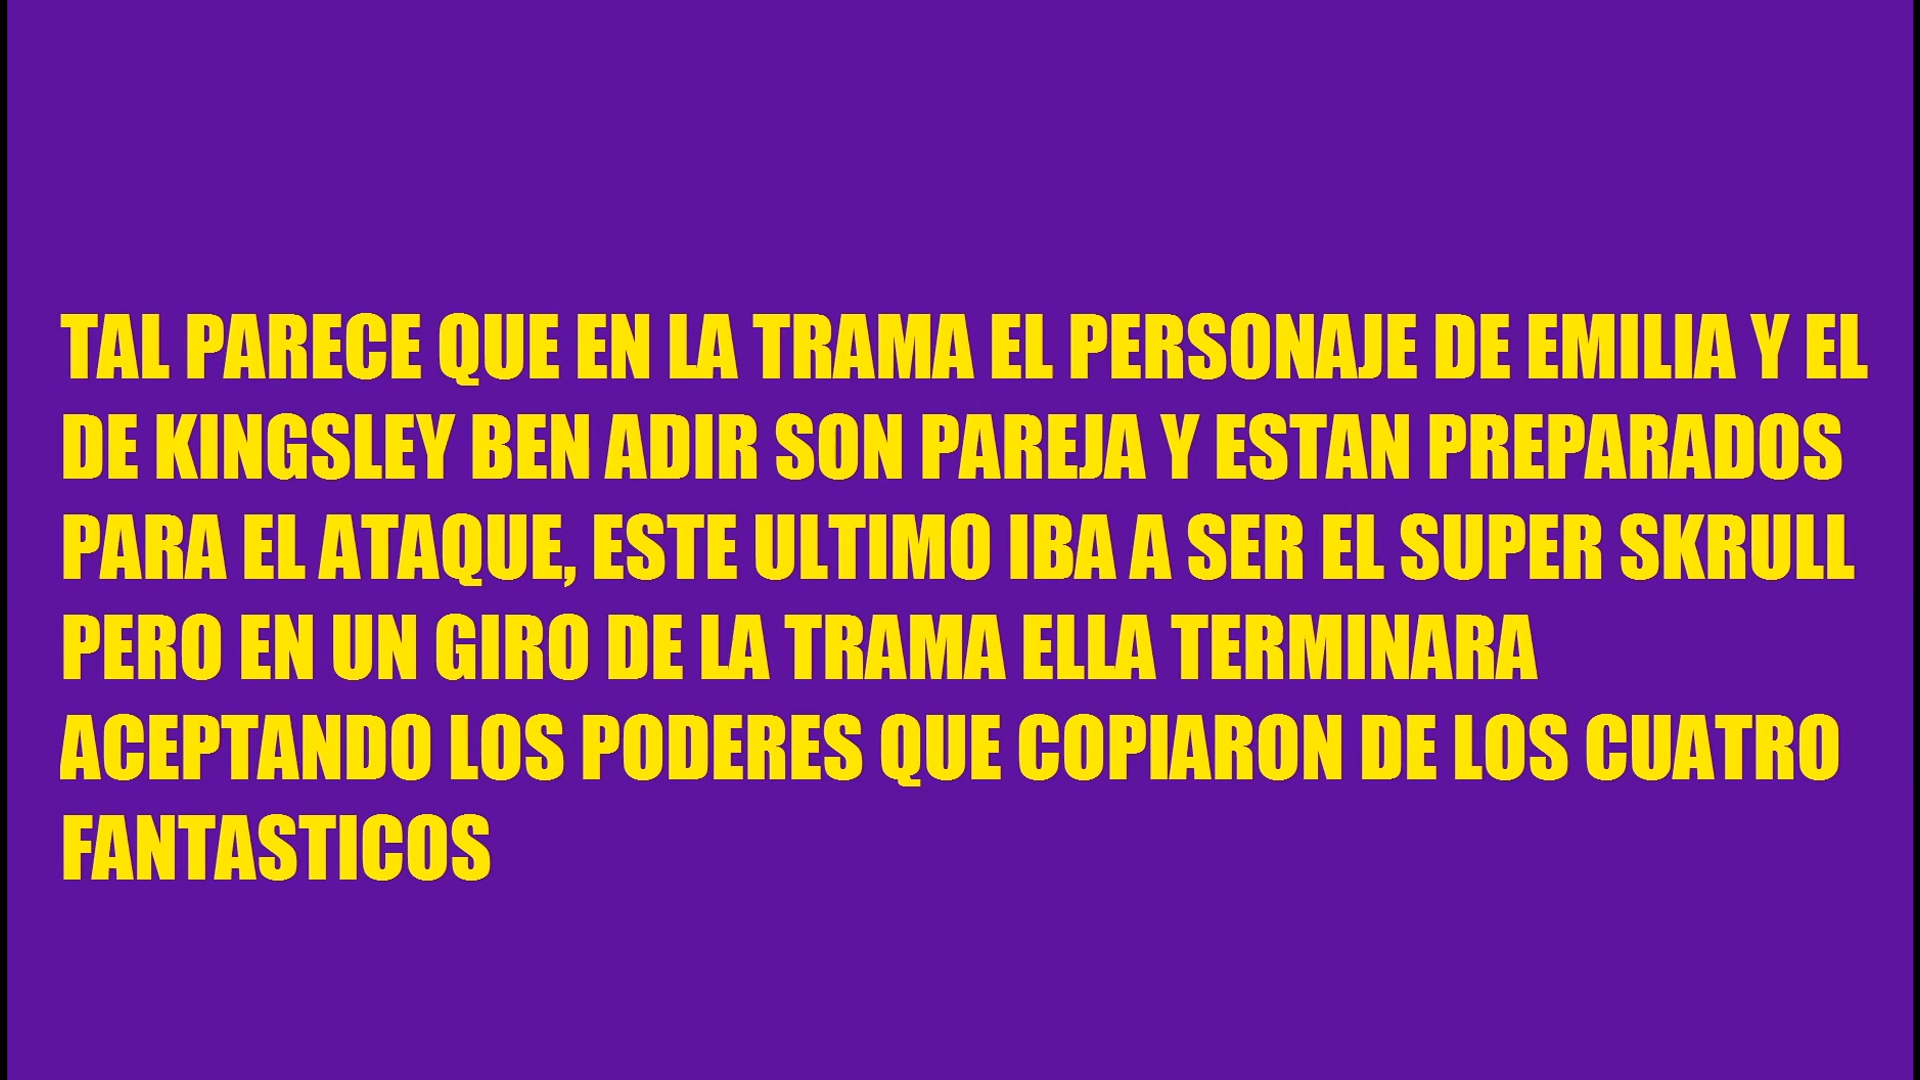 TAL PARECE QUE EN LA TRAMA EL PERSONAJE DE EMILIA Y EL
DE KINGSLEY BEN ADIR SON PAREJA Y ESTAN PREPARADOS
PARA EL ATAQUE, ESTE ULTIMO IBA A SER EL SUPER SKRULL
PERO EN UN GIRO DE LA TRAMA ELLA TERMINARA
ACEPTANDO LOS PODERES QUE COPIARON DE LOS CUATRO
FANTASTICOS